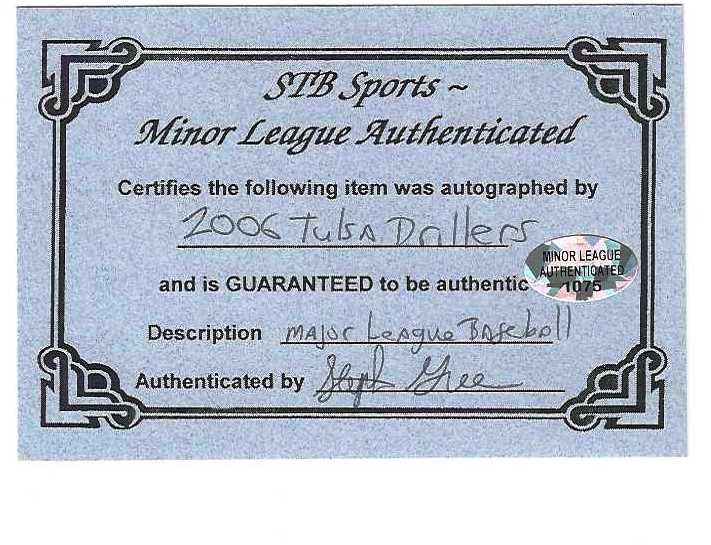 STB Sports ~
Minor League Authenticated
Certifies the following item was autographed by
2006 Tulsa Drillers
MINOR LEAGUE
AUTHENTICATED
1075
and is GUARANTEED to be authentic
Description Major League Baseball
Authenticated by